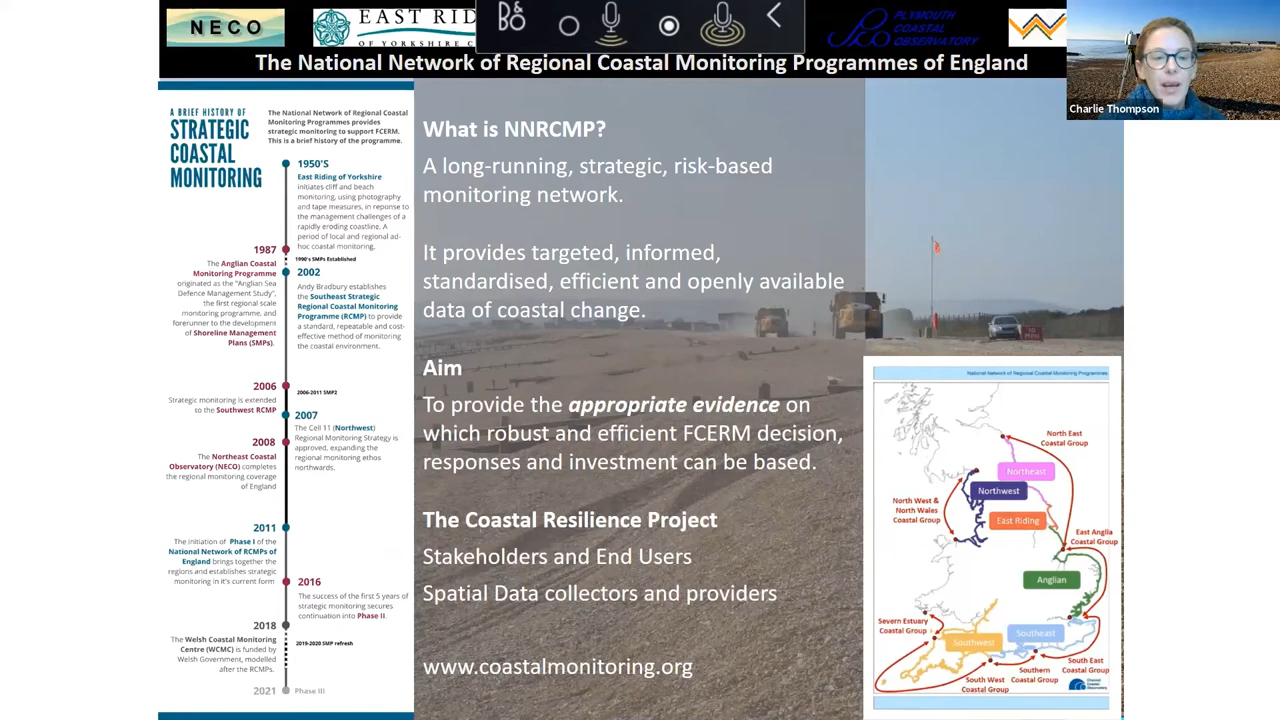 NECO
EAST RID
OF YORKSHIRE C
PLYMOUTH
COASTAL
OBSERVATORY
The National Network of Regional Coastal Monitoring Programmes of England
Charlie Thompson
A BRIEF HISTORY OF
STRATEGIC
COASTAL
MONITORING
The National Network of Regional Coastal
Monitoring Programmes provides
strategic monitoring to support FCERM.
This is a brief history of the programme.
1950'S
East Riding of Yorkshire
initiates cliff and beach
monitoring, using photography
and tape measures, in reponse to
the management challenges of a
rapidly eroding coastline. A
period of local and regional ad-
hoc coastal monitoring.
1987
The Anglian Coastal
Monitoring Programme
originated as the "Anglian Sea
Defence Management Study",
the first regional scale
monitoring programme, and
forerunner to the development
of Shoreline Management
Plans (SMPs).
1990's SMPs Established
2002
Andy Bradbury establishes
the Southeast Strategic
Regional Coastal Monitoring
Programme (RCMP) to provide
a standard, repeatable and cost-
effective method of monitoring
the coastal environment.
2006
Strategic monitoring is extended
to the Southwest RCMP
2006-2011 SMP2
2007
The Cell 11 (Northwest)
Regional Monitoring Strategy is
approved, expanding the
regional monitoring ethos
northwards.
2008
The Northeast Coastal
Observatory (NECO) completes
the regional monitoring coverage
of England
2011
The initiation of Phase I of the
National Network of RCMPs of
England brings together the
regions and establishes strategic
monitoring in it's current form
2016
The success of the first 5 years of
strategic monitoring secures
continuation into Phase II.
2018
The Welsh Coastal Monitoring
Centre (WCMC) is funded by
Welsh Government, modelled
after the RCMPs.
2019-2020 SMP refresh
2021
Phase III
What is NNRCMP?
A long-running, strategic, risk-based
monitoring network.
It provides targeted, informed,
standardised, efficient and openly available
data of coastal change.
Aim
To provide the appropriate evidence on
which robust and efficient FCERM decision,
responses and investment can be based.
The Coastal Resilience Project
Stakeholders and End Users
Spatial Data collectors and providers
www.coastalmonitoring.org
10
MPH
National Network of Regional Coastal Monitoring Programmes
North East
Coastal Group
Northeast
Northwest
North West &
North Wales
Coastal Group
East Riding
East Anglia
Coastal Group
Anglian
Severn Estuary
Coastal Group
Southwest
Southeast
South East
Coastal Group
Southern
Coastal Group
South West
Coastal Group
Channel
Coastal
Observatory